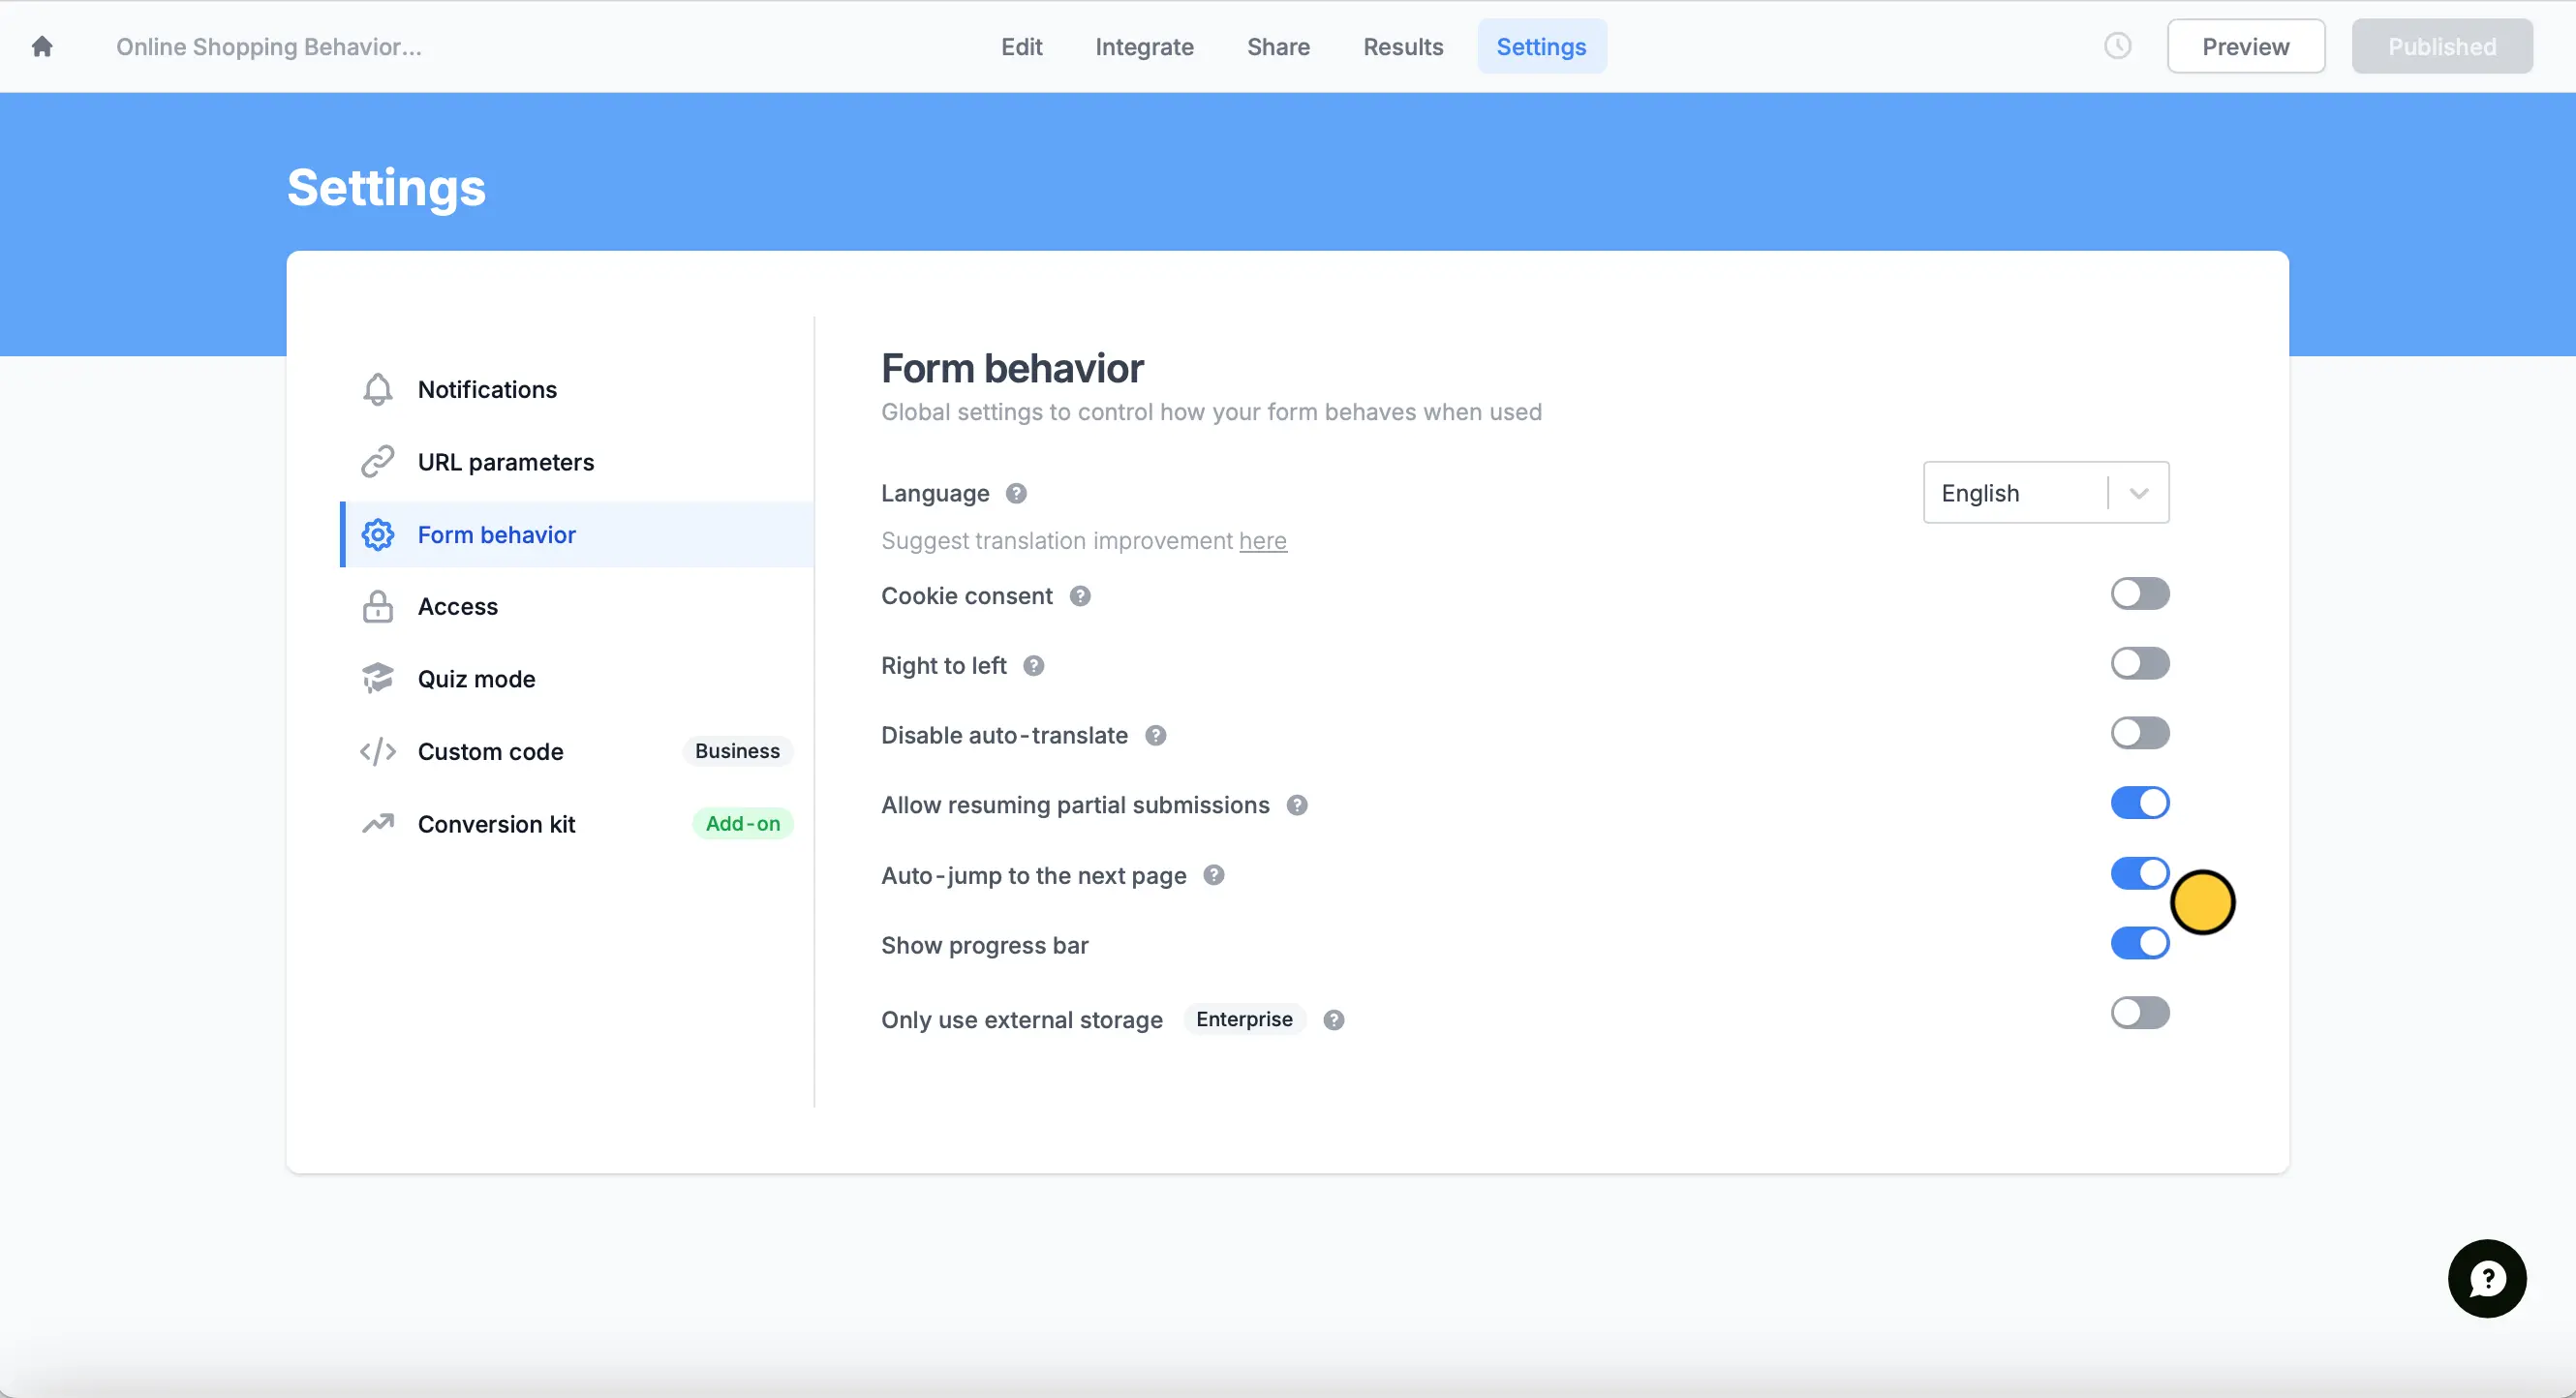 Online Shopping Behavior...
Edit
Integrate
Share
Results
Settings
Preview
Published
Settings
Notifications
URL parameters
Form behavior
Access
Quiz mode
Custom code
Business
Conversion kit
Add-on
Form behavior
Global settings to control how your form behaves when used
Language ?
English
Suggest translation improvement here
Cookie consent ?
Right to left ?
Disable auto-translate ?
Allow resuming partial submissions ?
Auto-jump to the next page ?
Show progress bar
Only use external storage Enterprise ?
?